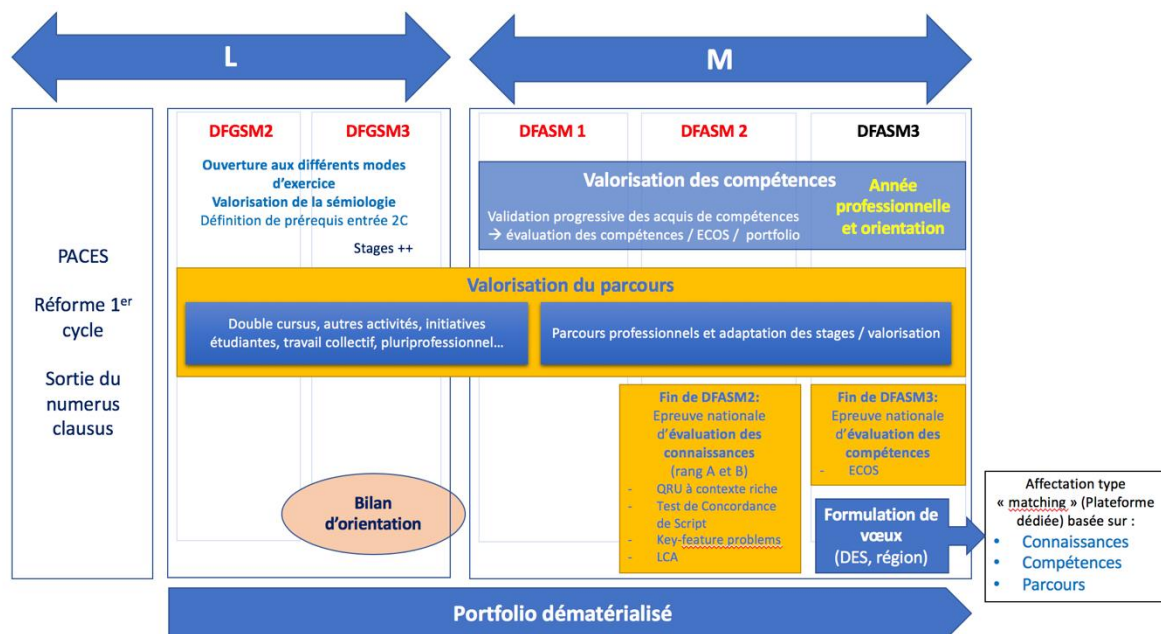 L
M
PACES
Réforme 1er
cycle
Sortie du
numerus
clausus
DFGSM2
DFGSM3
Ouverture aux différents modes
d'exercice
Valorisation de la sémiologie
Définition de prérequis entrée 2C
Stages ++
DFASM 1
DFASM 2
DFASM3
Valorisation des compétences
Validation progressive des acquis de compétences
→ évaluation des compétences / ECOS / portfolio
Année
professionnelle
et orientation
Valorisation du parcours
Double cursus, autres activités, initiatives
étudiantes, travail collectif, pluriprofessionnel…
Parcours professionnels et adaptation des stages / valorisation
Bilan
d'orientation
Fin de DFASM2:
Epreuve nationale
d'évaluation des
connaissances
(rang A et B)
- QRU à contexte riche
- Test de Concordance
de Script
- Key-feature problems
- LCA
Fin de DFASM3:
Epreuve nationale
d'évaluation des
compétences
- ECOS
Formulation de
vœux
(DES, région)
Affectation type
« matching » (Plateforme
dédiée) basée sur :
• Connaissances
• Compétences
• Parcours
Portfolio dématérialisé